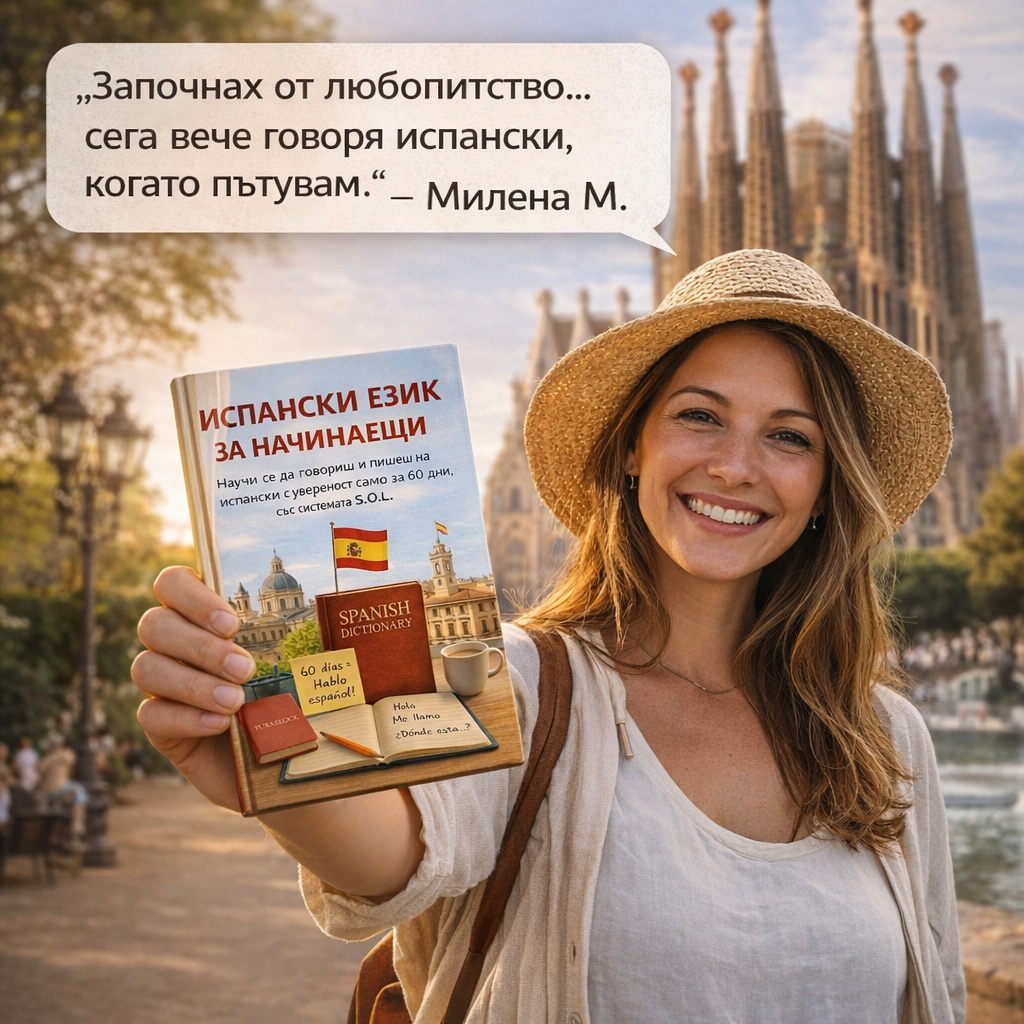 „Започнах от любопитство...
сега вече говоря испански,
когато пътувам.“ – Милена М.
ИСПАНСКИ ЕЗИК
ЗА НАЧИНАЕЩИ
Научи се да говориш и пишеш на
испански с увереност само за 60 дни,
със системата S.O.L.
SPANISH
DICTIONARY
60 días =
Hablo
español!
Hola
Me llamo
¿Dónde esta..?